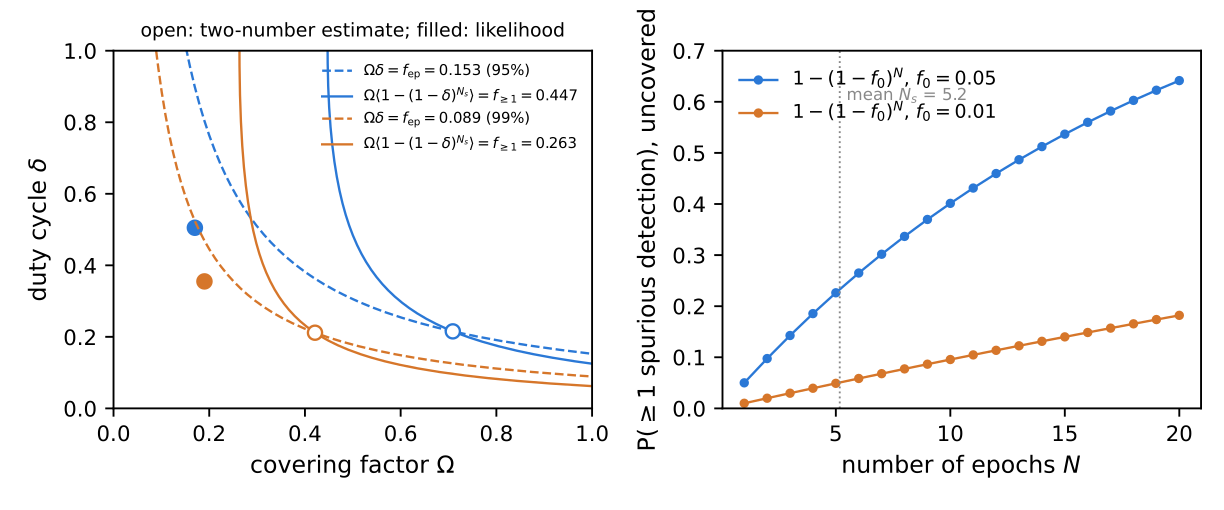 open: two-number estimate; filled: likelihood
Ωδ = f_ep = 0.153 (95%)
Ω⟨1−(1−δ)^{N_s}⟩ = f_{≥1} = 0.447
Ωδ = f_ep = 0.089 (99%)
Ω⟨1−(1−δ)^{N_s}⟩ = f_{≥1} = 0.263
duty cycle δ
1.0
0.8
0.6
0.4
0.2
0.0
0.0 0.2 0.4 0.6 0.8 1.0
covering factor Ω
P(≥1 spurious detection), uncovered
0.7
0.6
0.5
0.4
0.3
0.2
0.1
0.0
1−(1−f_0)^N, f_0 = 0.05
mean N_s = 5.2
1−(1−f_0)^N, f_0 = 0.01
5 10 15 20
number of epochs N